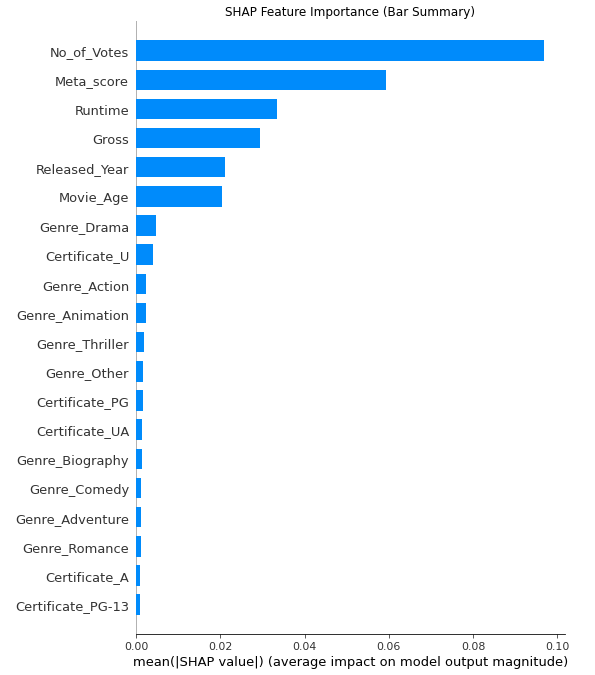 SHAP Feature Importance (Bar Summary)
No_of_Votes
Meta_score
Runtime
Gross
Released_Year
Movie_Age
Genre_Drama
Certificate_U
Genre_Action
Genre_Animation
Genre_Thriller
Genre_Other
Certificate_PG
Certificate_UA
Genre_Biography
Genre_Comedy
Genre_Adventure
Genre_Romance
Certificate_A
Certificate_PG-13
0.00 0.02 0.04 0.06 0.08 0.10
mean(|SHAP value|) (average impact on model output magnitude)